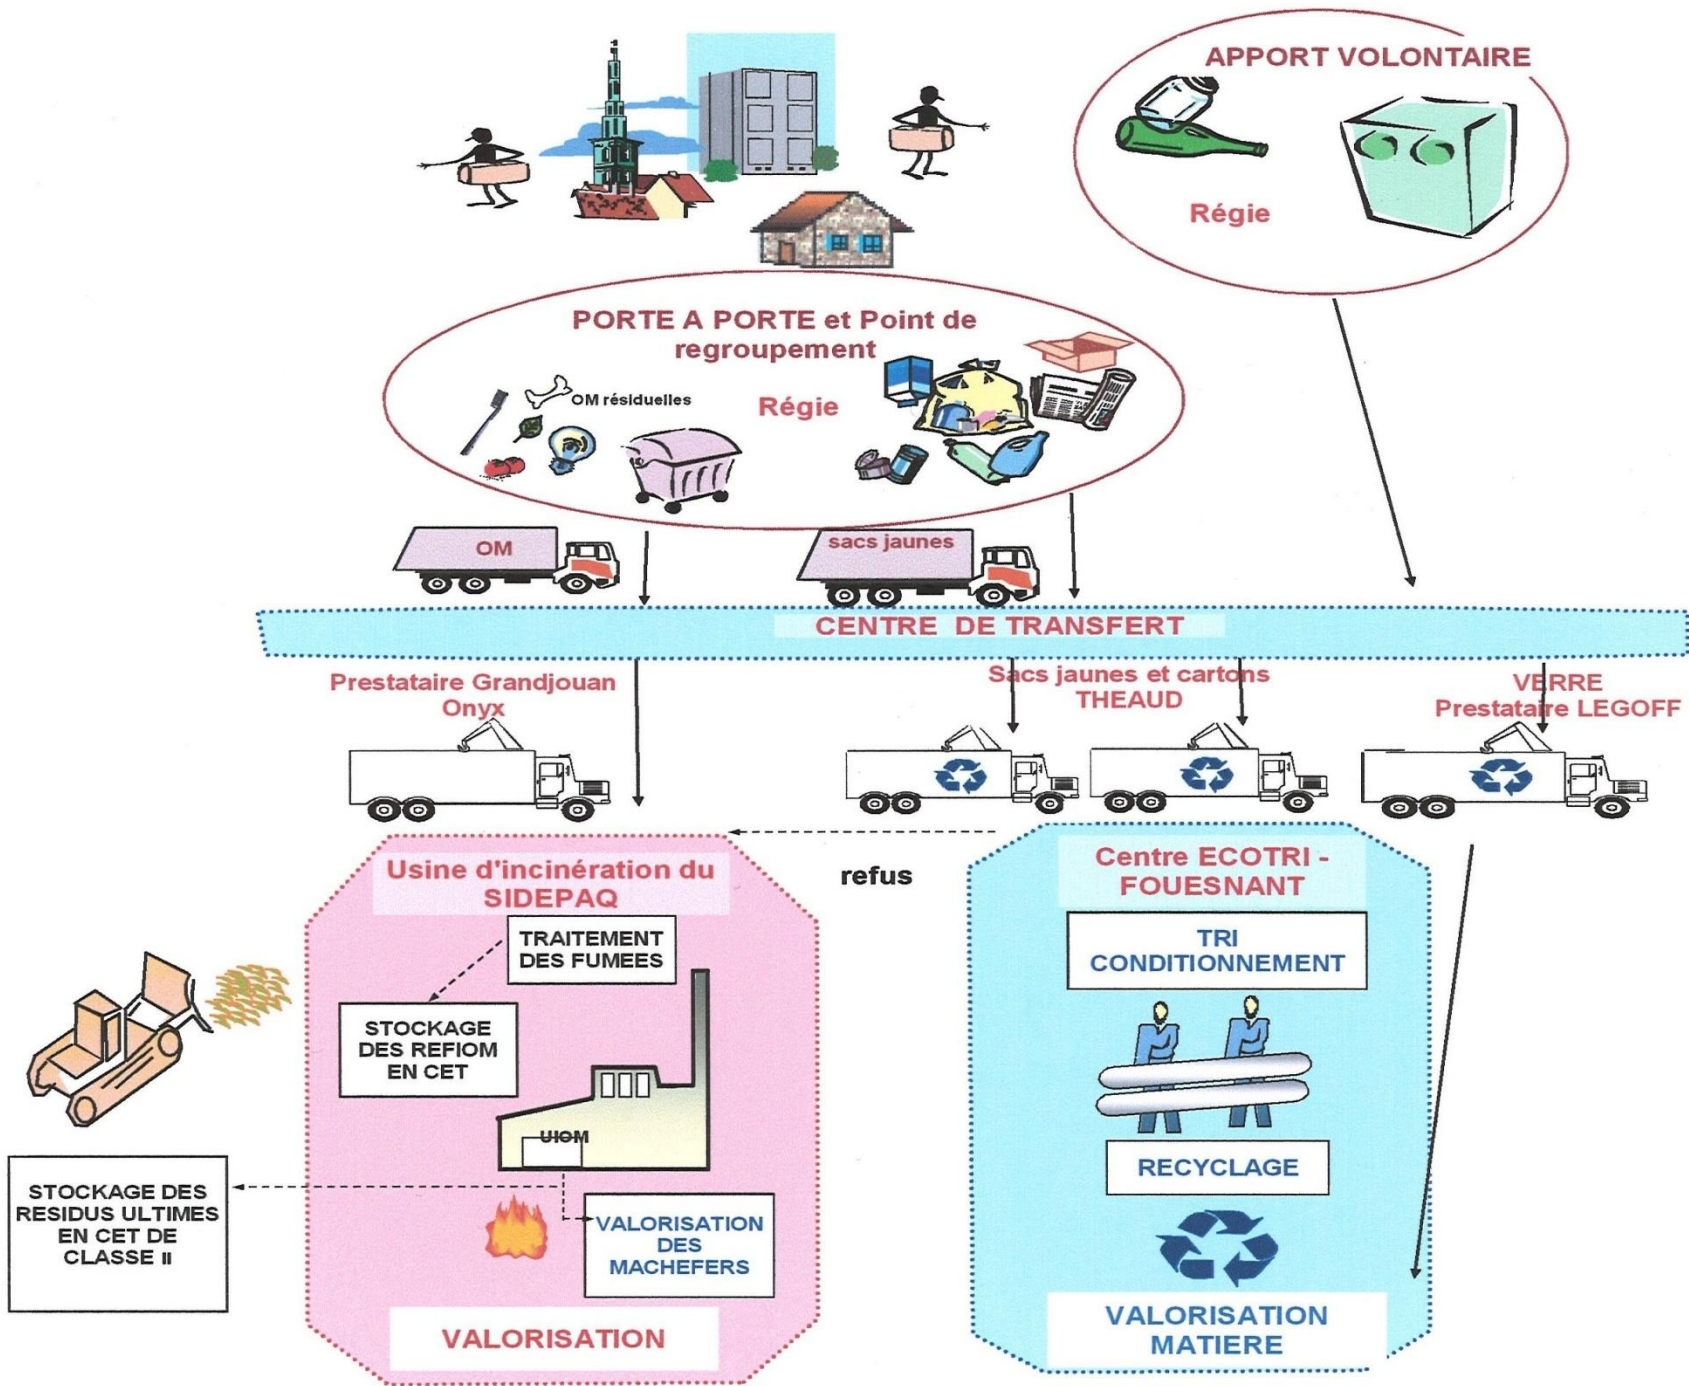 APPORT VOLONTAIRE
Régie
PORTE A PORTE et Point de
regroupement
OM résiduelles
Régie
OM
sacs jaunes
CENTRE DE TRANSFERT
Prestataire Grandjouan
Onyx
Sacs jaunes et cartons
THEAUD
VERRE
Prestataire LEGOFF
Usine d'incinération du
SIDEPAQ
refus
Centre ECOTRI -
FOUESNANT
TRAITEMENT
DES FUMEES
TRI
CONDITIONNEMENT
STOCKAGE
DES REFIOM
EN CET
UIOM
RECYCLAGE
STOCKAGE DES
RESIDUS ULTIMES
EN CET DE
CLASSE II
VALORISATION
DES
MACHEFERS
VALORISATION
VALORISATION
MATIERE